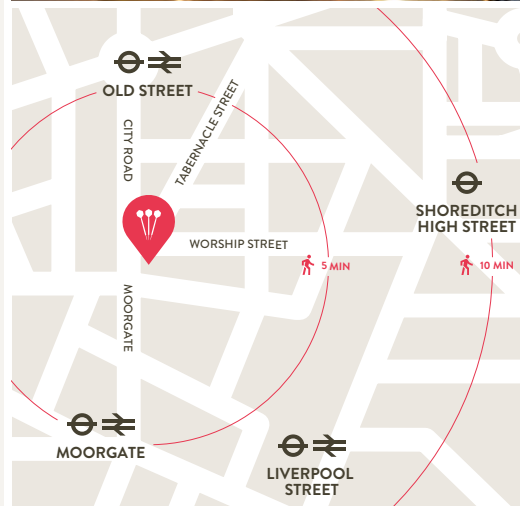 OLD STREET
CITY ROAD
TABERNACLE STREET
SHOREDITCH
HIGH STREET
WORSHIP STREET
5 MIN
10 MIN
MOORGATE
MOORGATE
LIVERPOOL
STREET